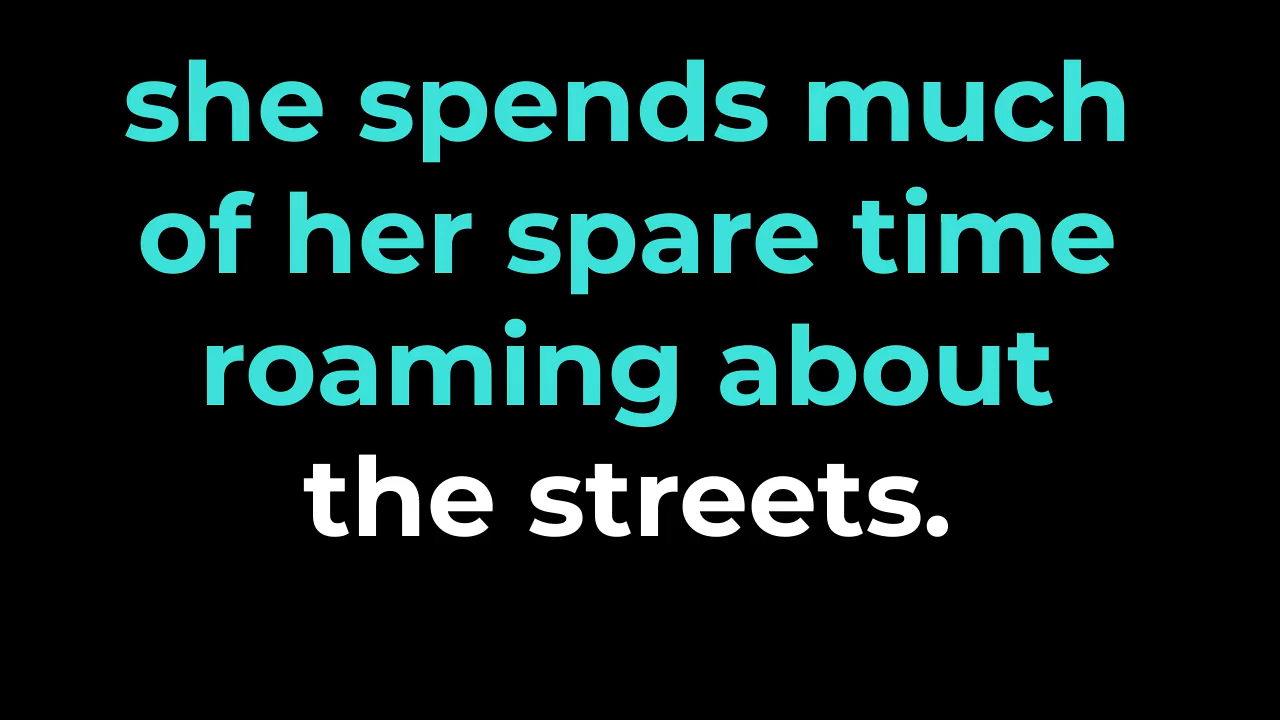 she spends much
of her spare time
roaming about
the streets.